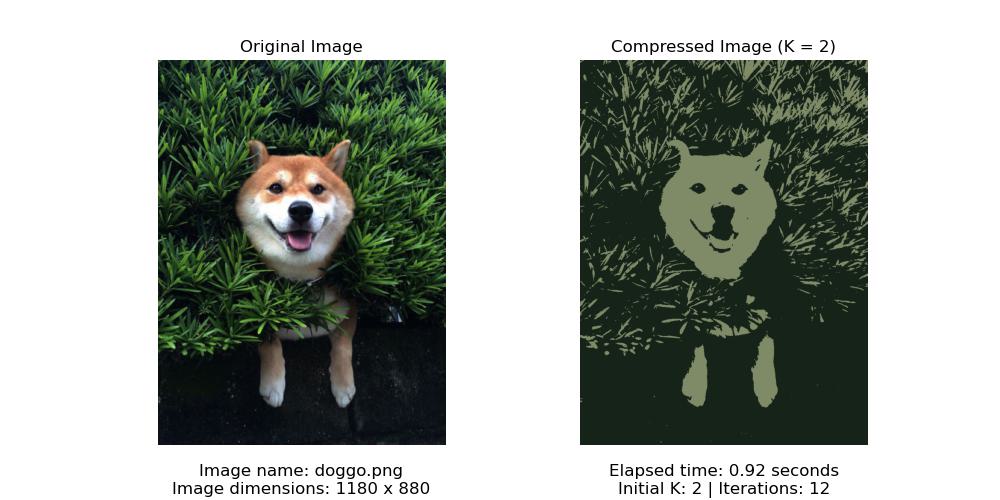 Original Image
Compressed Image (K = 2)
Image name: doggo.png
Image dimensions: 1180 x 880
Elapsed time: 0.92 seconds
Initial K: 2 | Iterations: 12